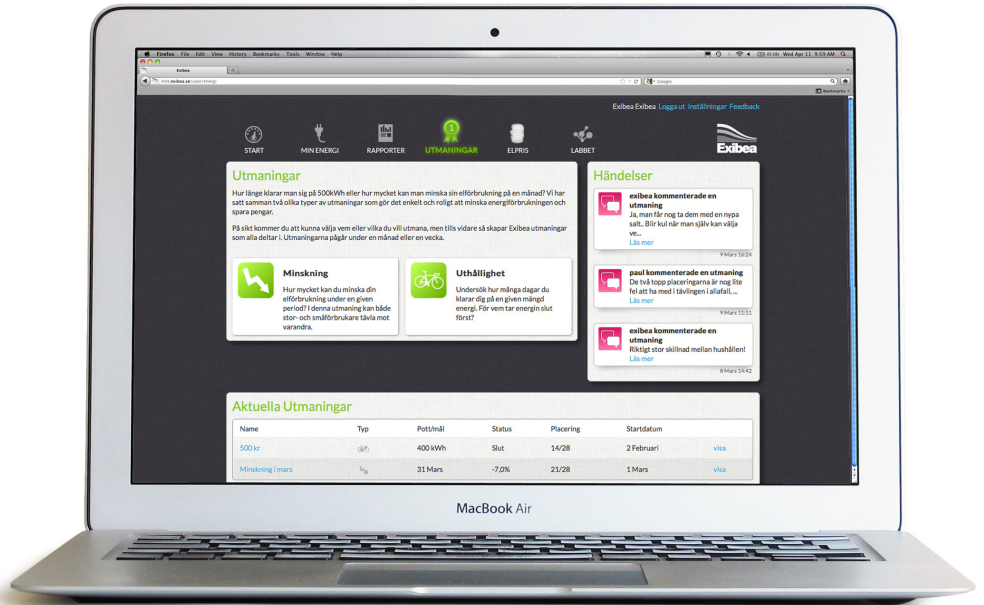 Firefox File Edit View History Bookmarks Tools Window Help
Wed Apr 11 9:59 AM
Exibea
mitt.exibea.se/user/energi
Google
Bookmarks
Exibea Exibea Logga ut Inställningar Feedback
START
MIN ENERGI
RAPPORTER
1
UTMANINGAR
ELPRIS
LABBET
Exibea
Utmaningar
Hur länge klarar man sig på 500kWh eller hur mycket kan man minska sin elförbrukning på en månad? Vi har
satt samman två olika typer av utmaningar som gör det enkelt och roligt att minska energiförbrukningen och
spara pengar.
På sikt kommer du att kunna välja vem eller vilka du vill utmana, men tills vidare så skapar Exibea utmaningar
som alla deltar i. Utmaningarna pågår under en månad eller en vecka.
Minskning
Hur mycket kan du minska din
elförbrukning under en given
period? I denna utmaning kan både
stor- och småförbrukare tävla mot
varandra.
Uthållighet
Undersök hur många dagar du
klarar dig på en given mängd
energi. För vem tar energin slut
först?
Händelser
exibea kommenterade en
utmaning
Ja, man får nog ta dem med en nypa
salt.. Blir kul när man själv kan välja
ve...
Läs mer
9 Mars 16:24
paul kommenterade en utmaning
De två topp placeringarna är nog lite
fel att ha med i tävlingen i allafall, ...
Läs mer
9 Mars 11:11
exibea kommenterade en
utmaning
Riktigt stor skillnad mellan hushållen!
Läs mer
8 Mars 14:42
Aktuella Utmaningar
Name Typ Pott/mål Status Placering Startdatum
500 kr 400 kWh Slut 14/28 2 Februari visa
Minskning i mars 31 Mars -7,0% 21/28 1 Mars visa
MacBook Air